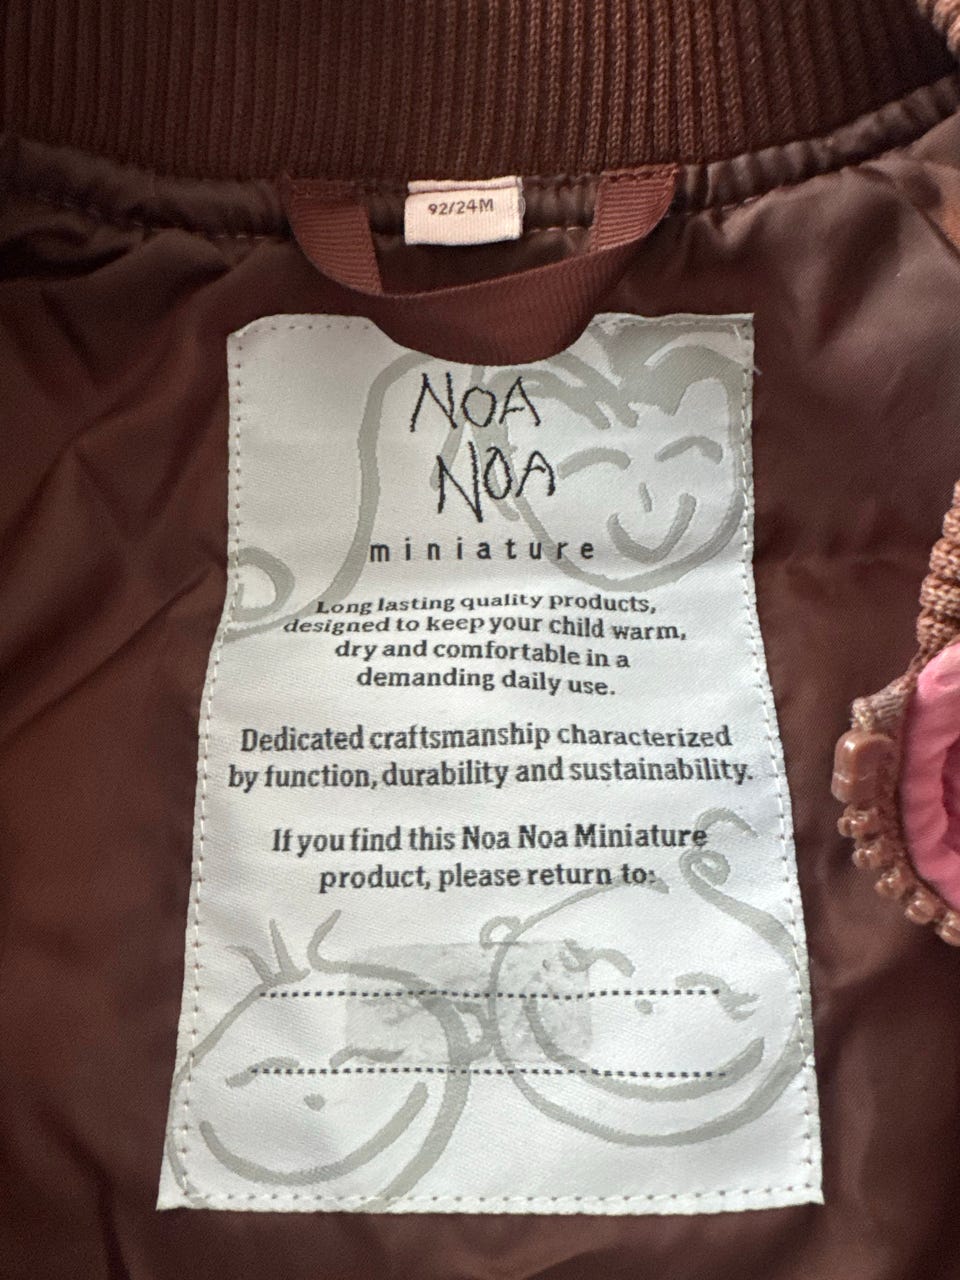 92/24M
NOA
NOA
miniature
Long lasting quality products,
designed to keep your child warm,
dry and comfortable in a
demanding daily use.
Dedicated craftsmanship characterized
by function, durability and sustainability.
If you find this Noa Noa Miniature
product, please return to: